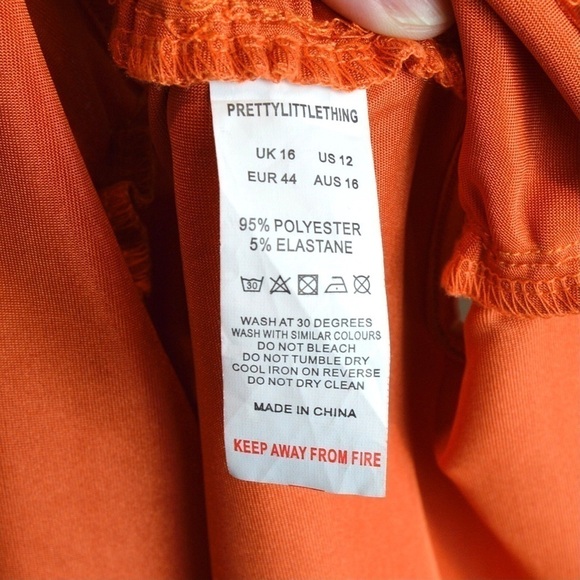 PRETTYLITTLETHING
UK 16 US 12
EUR 44 AUS 16
95% POLYESTER
5% ELASTANE
30
WASH AT 30 DEGREES
WASH WITH SIMILAR COLOURS
DO NOT BLEACH
DO NOT TUMBLE DRY
COOL IRON ON REVERSE
DO NOT DRY CLEAN
MADE IN CHINA
KEEP AWAY FROM FIRE